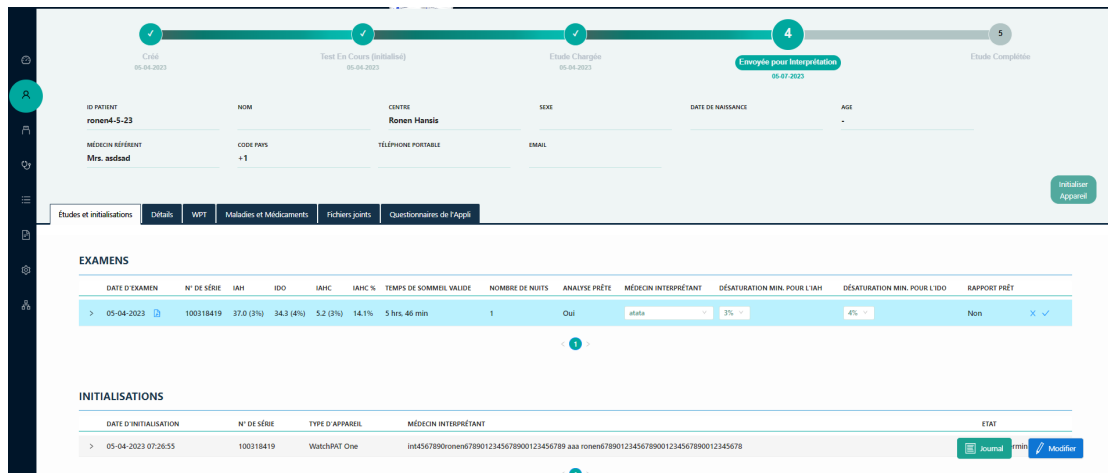 4
5
Créé
Test En Cours (initialisé)
Etude Chargée
Envoyée pour Interprétation
Etude Complétée
05-04-2023
05-04-2023
05-04-2023
05-07-2023
ID PATIENT NOM CENTRE SEXE DATE DE NAISSANCE AGE
ronen4-5-23 Ronen Hansis -
MÉDECIN RÉFÉRENT CODE PAYS TÉLÉPHONE PORTABLE EMAIL
Mrs. asdsad +1
Initialiser
Appareil
Études et initialisations Détails WPT Maladies et Médicaments Fichiers joints Questionnaires de l'Appli
EXAMENS
DATE D'EXAMEN N° DE SÉRIE IAH IDO IAHC IAHC % TEMPS DE SOMMEIL VALIDE NOMBRE DE NUITS ANALYSE PRÊTE MÉDECIN INTERPRÉTANT DÉSATURATION MIN. POUR L'IAH DÉSATURATION MIN. POUR L'IDO RAPPORT PRÊT
05-04-2023 100318419 37.0 (3%) 34.3 (4%) 5.2 (3%) 14.1% 5 hrs, 46 min 1 Oui atata 3% 4% Non
1
INITIALISATIONS
DATE D'INITIALISATION N° DE SÉRIE TYPE D'APPAREIL MÉDECIN INTERPRÉTANT ETAT
05-04-2023 07:26:55 100318419 WatchPAT One Journal Modifier